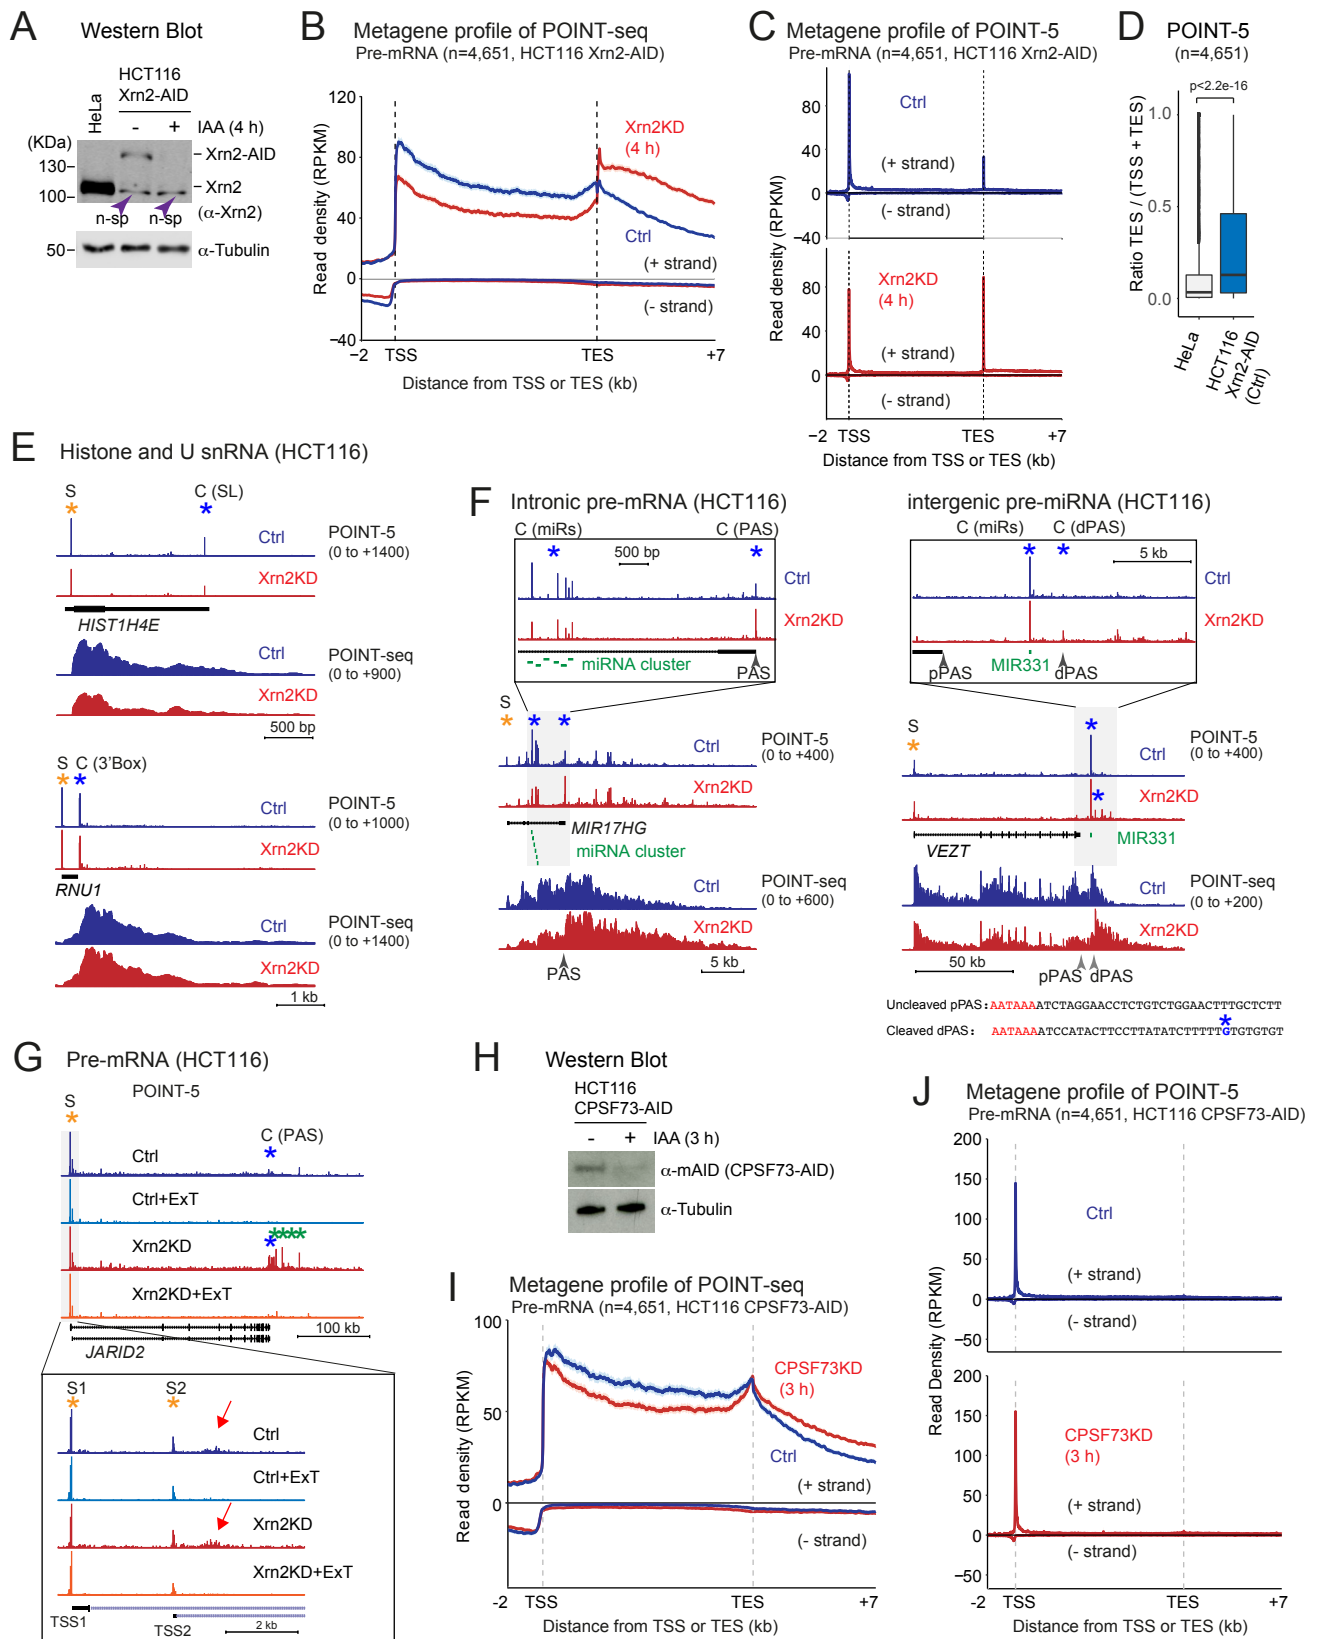 A Western Blot
HCT116
Xrn2-AID
HeLa
- + IAA (4 h)
(KDa)
130
100
Xrn2-AID
Xrn2
n-sp n-sp (α-Xrn2)
50
α-Tubulin
B Metagene profile of POINT-seq
Pre-mRNA (n=4,651, HCT116 Xrn2-AID)
Read density (RPKM)
120
80
40
0
−40
Xrn2KD
(4 h)
Ctrl
(+ strand)
(- strand)
−2 TSS TES +7
Distance from TSS or TES (kb)
C Metagene profile of POINT-5
Pre-mRNA (n=4,651, HCT116 Xrn2-AID)
Read density (RPKM)
80
40
0
−40
Ctrl
(+ strand)
(- strand)
80
40
0
Xrn2KD
(4 h)
(+ strand)
(- strand)
−2 TSS TES +7
Distance from TSS or TES (kb)
D POINT-5
(n=4,651)
p<2.2e-16
Ratio TES / (TSS + TES)
1.0
0.5
0.0
HeLa
HCT116
Xrn2-AID
(Ctrl)
E Histone and U snRNA (HCT116)
S C (SL)
* *
Ctrl
POINT-5
(0 to +1400)
Xrn2KD
HIST1H4E
Ctrl
POINT-seq
(0 to +900)
Xrn2KD
500 bp
S C (3'Box)
* *
Ctrl
POINT-5
(0 to +1000)
Xrn2KD
RNU1
Ctrl
POINT-seq
(0 to +1400)
Xrn2KD
1 kb
F Intronic pre-mRNA (HCT116)
C (miRs) C (PAS)
* 500 bp *
Ctrl
Xrn2KD
miRNA cluster
PAS
S
* * *
Ctrl
POINT-5
(0 to +400)
Xrn2KD
MIR17HG
miRNA cluster
Ctrl
POINT-seq
(0 to +600)
Xrn2KD
PAS
5 kb
intergenic pre-miRNA (HCT116)
C (miRs) C (dPAS)
* * 5 kb
Ctrl
Xrn2KD
pPAS MIR331 dPAS
S
* *
Ctrl
POINT-5
(0 to +400)
*
Xrn2KD
VEZT
MIR331
Ctrl
POINT-seq
(0 to +200)
Xrn2KD
50 kb
pPAS dPAS
Uncleaved pPAS: AATAAAATCTAGGAACCTCTGTCTGGAACTTTGCTCTT
*
Cleaved dPAS: AATAAAATCCATACTTCCTTATATCTTTTTGTGTGTGT
G Pre-mRNA (HCT116)
POINT-5
S
*
C (PAS)
*
Ctrl
Ctrl+ExT
* ****
Xrn2KD
Xrn2KD+ExT
100 kb
JARID2
S1 S2
* *
Ctrl
Ctrl+ExT
Xrn2KD
Xrn2KD+ExT
TSS1
TSS2
2 kb
H Western Blot
HCT116
CPSF73-AID
- + IAA (3 h)
α-mAID (CPSF73-AID)
α-Tubulin
I Metagene profile of POINT-seq
Pre-mRNA (n=4,651, HCT116 CPSF73-AID)
Read density (RPKM)
100
50
0
CPSF73KD
(3 h)
Ctrl
(+ strand)
(- strand)
-2 TSS TES +7
Distance from TSS or TES (kb)
J Metagene profile of POINT-5
Pre-mRNA (n=4,651, HCT116 CPSF73-AID)
Read Density (RPKM)
200
150
100
50
0
−50
Ctrl
(+ strand)
(- strand)
200
150
100
50
0
−50
CPSF73KD
(3 h)
(+ strand)
(- strand)
-2 TSS TES +7
Distance from TSS or TES (kb)